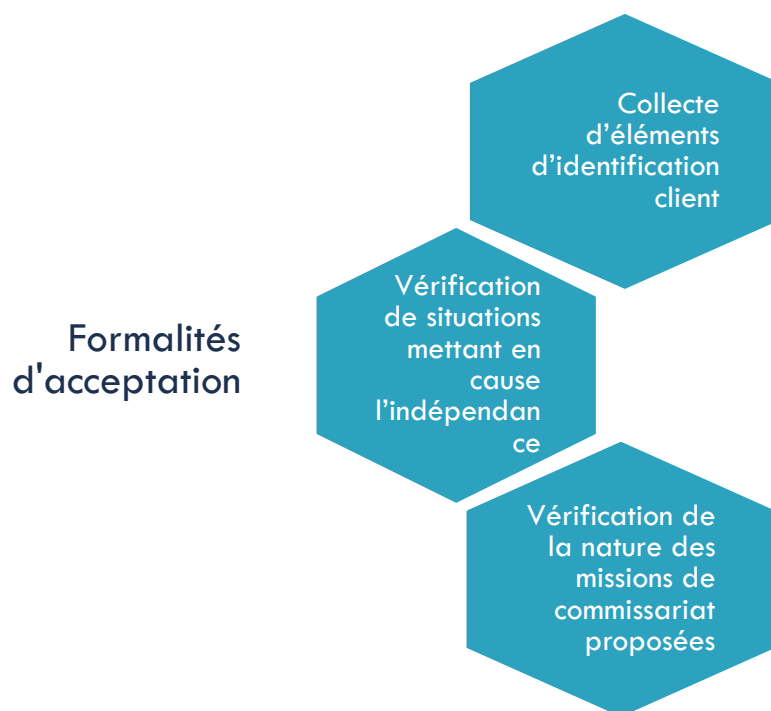 Collecte
d'éléments
d'identification
client
Vérification
de situations
mettant en
cause
l'indépendan
ce
Formalités
d'acceptation
Vérification de
la nature des
missions de
commissariat
proposées